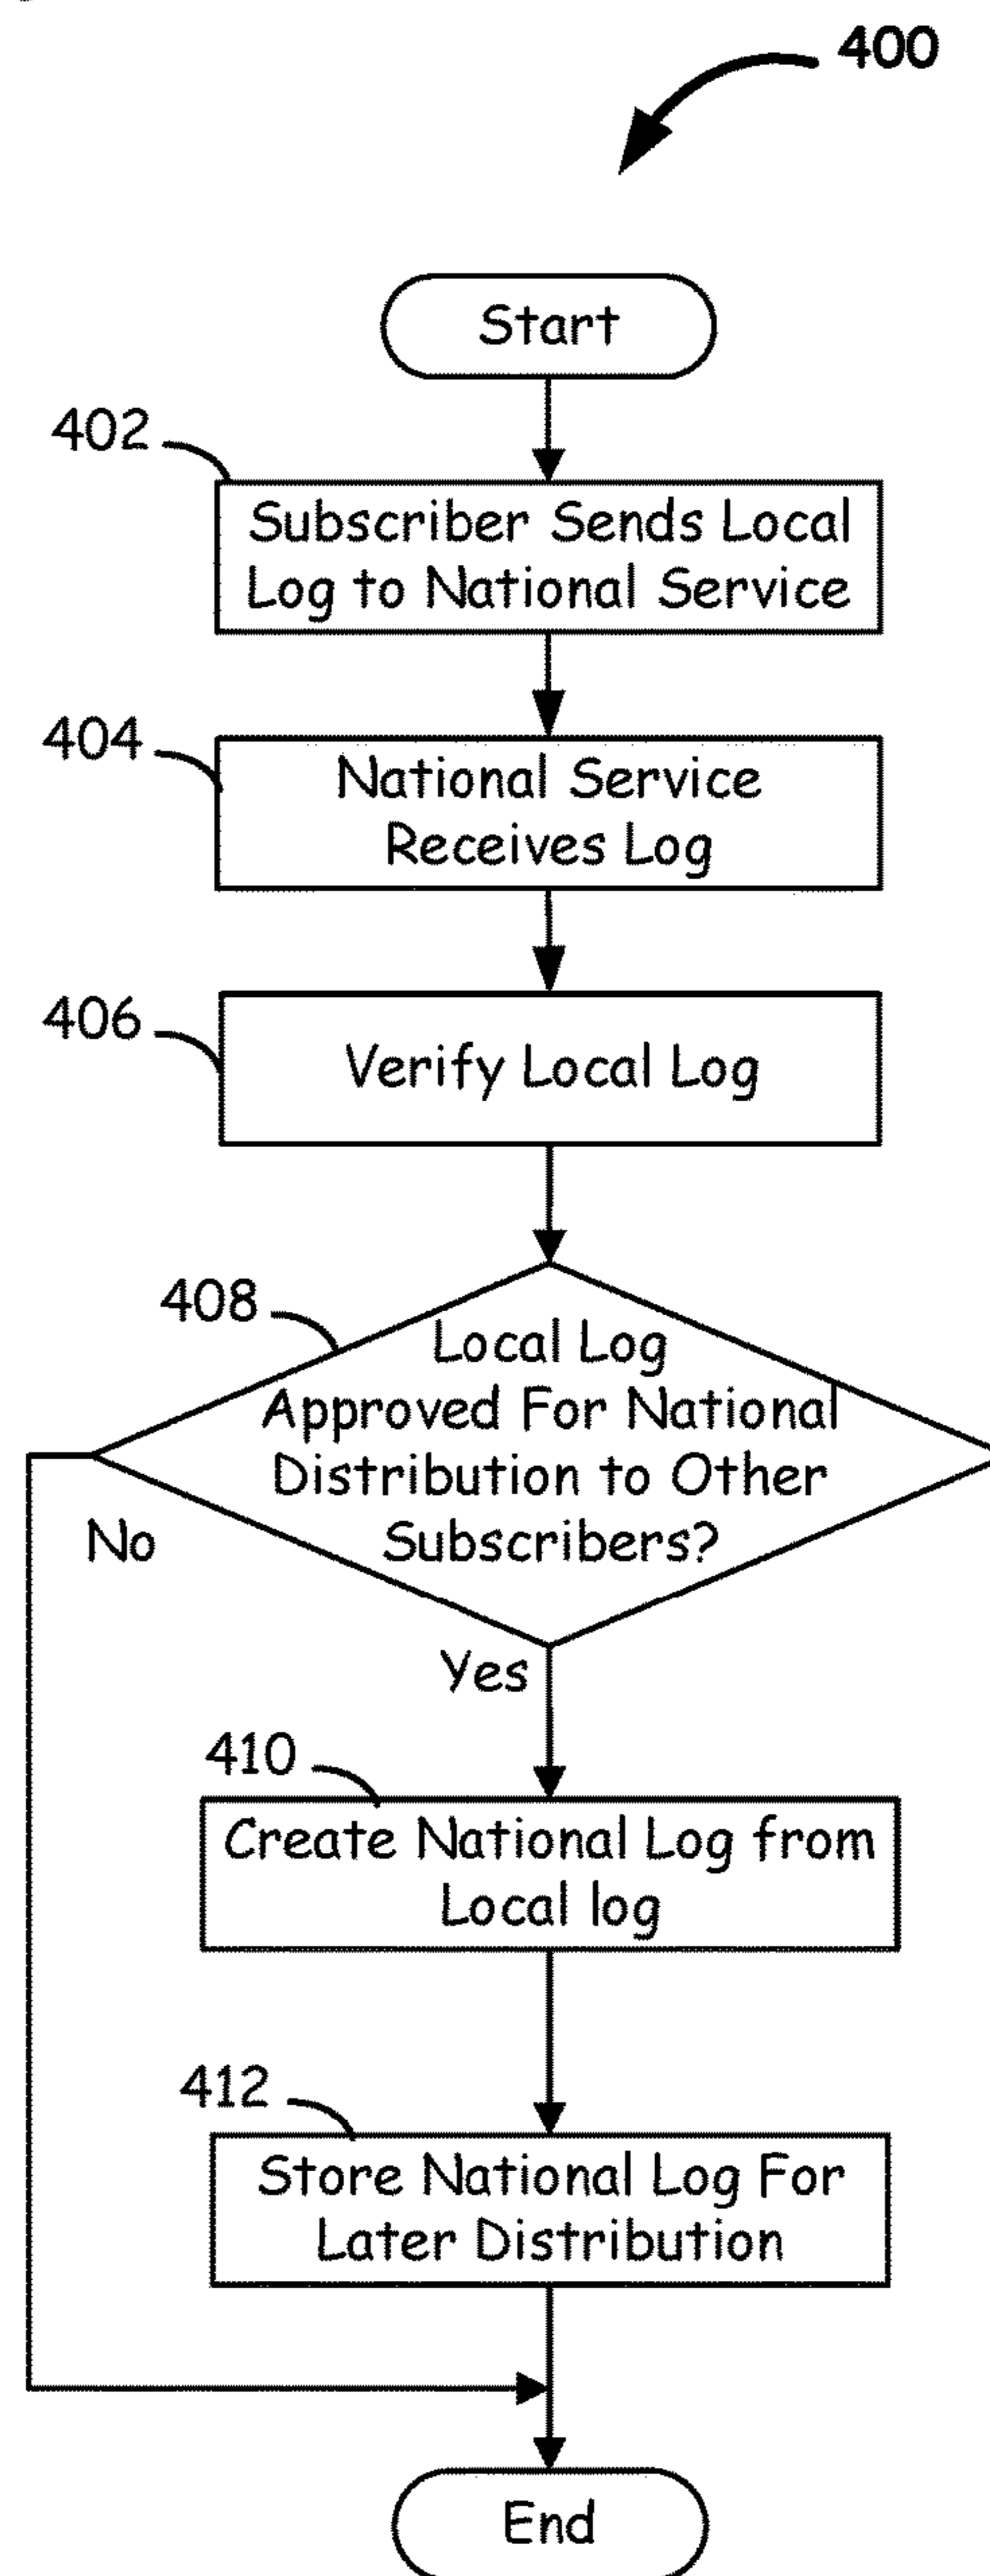 400
Start
402
Subscriber Sends Local
Log to National Service
404
National Service
Receives Log
406
Verify Local Log
408
Local Log
Approved For National
Distribution to Other
Subscribers?
No
Yes
410
Create National Log from
Local log
412
Store National Log For
Later Distribution
End